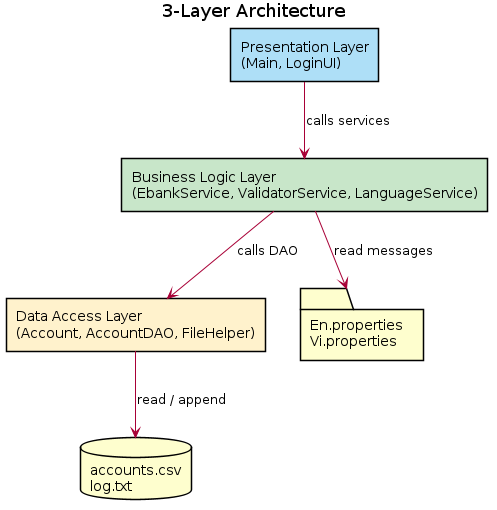 3-Layer Architecture
Presentation Layer
(Main, LoginUI)
calls services
Business Logic Layer
(EbankService, ValidatorService, LanguageService)
calls DAO
read messages
Data Access Layer
(Account, AccountDAO, FileHelper)
En.properties
Vi.properties
read / append
accounts.csv
log.txt